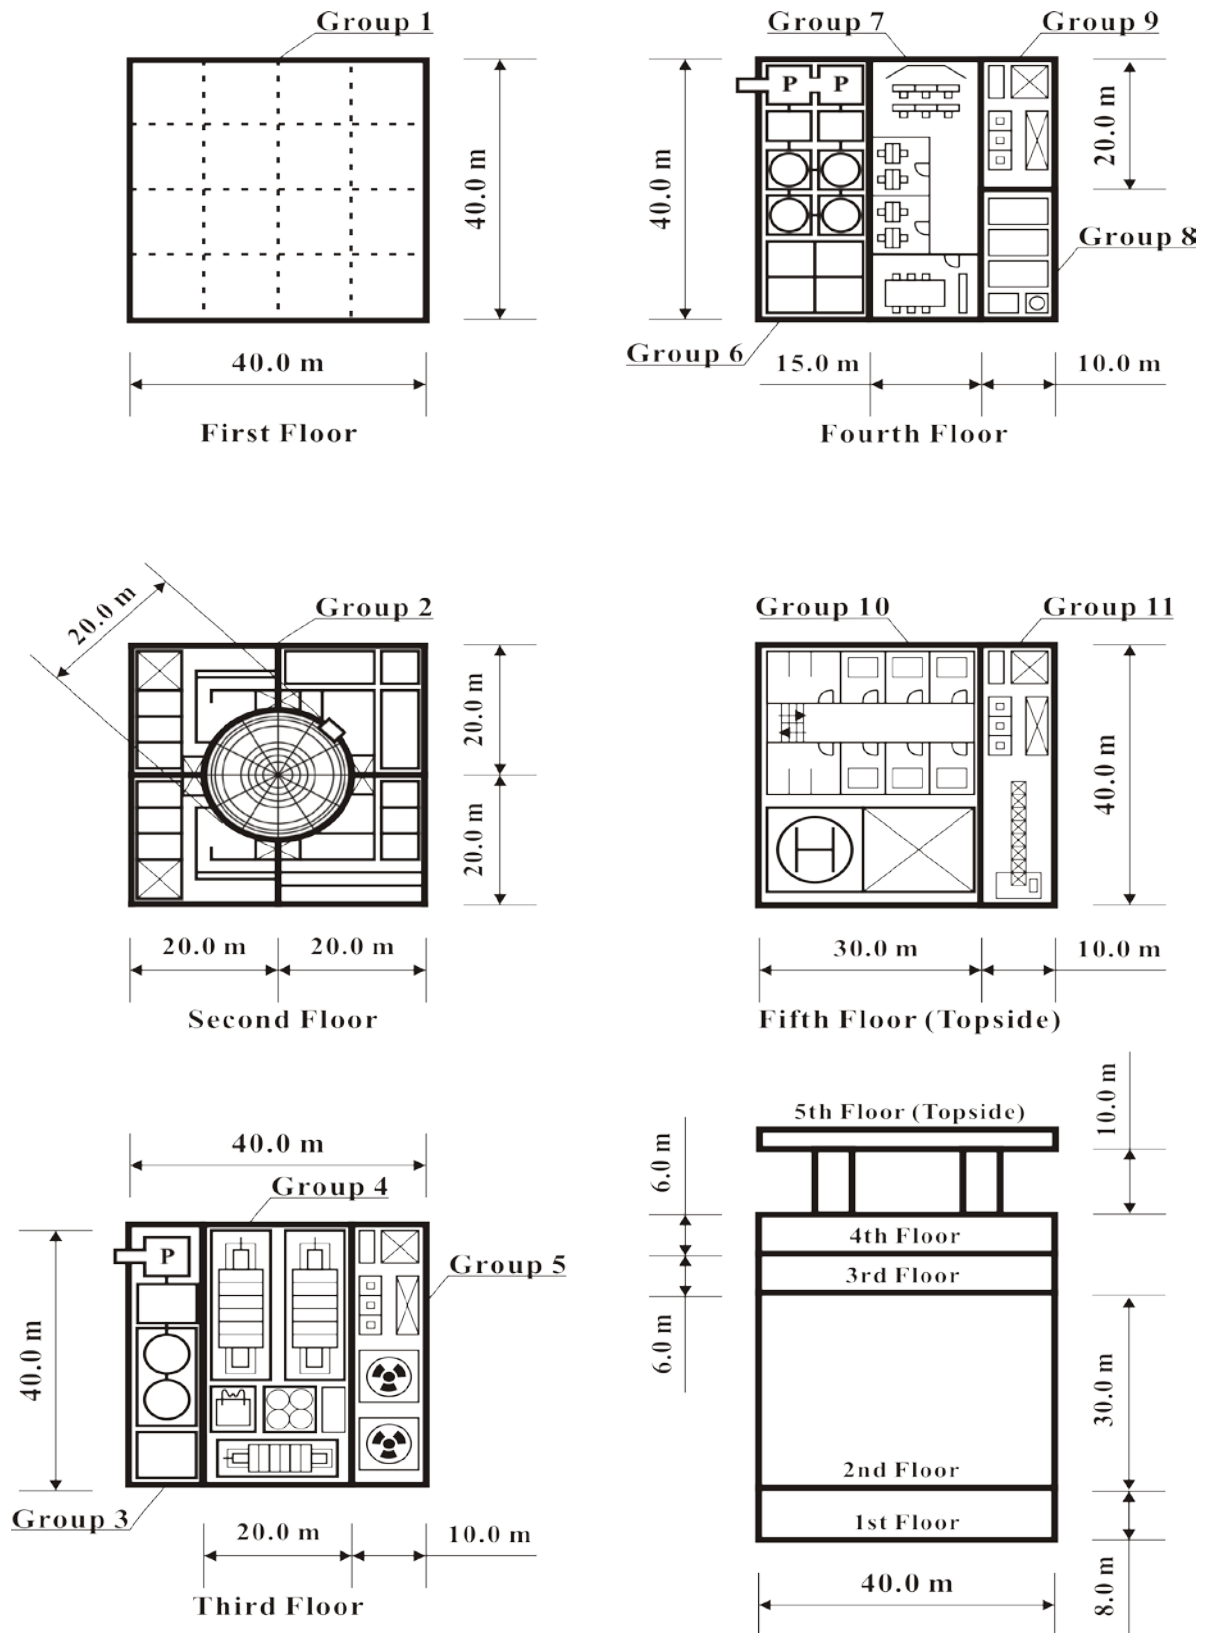 Group 1
40.0 m
40.0 m
First Floor
Group 7
Group 9
P
P
40.0 m
20.0 m
Group 8
Group 6
15.0 m
10.0 m
Fourth Floor
20.0 m
Group 2
20.0 m
20.0 m
20.0 m
20.0 m
Second Floor
Group 10
Group 11
H
40.0 m
30.0 m
10.0 m
Fifth Floor (Topside)
40.0 m
Group 4
P
Group 5
40.0 m
Group 3
20.0 m
10.0 m
Third Floor
5th Floor (Topside)
10.0 m
6.0 m
4th Floor
3rd Floor
6.0 m
30.0 m
2nd Floor
1st Floor
8.0 m
40.0 m